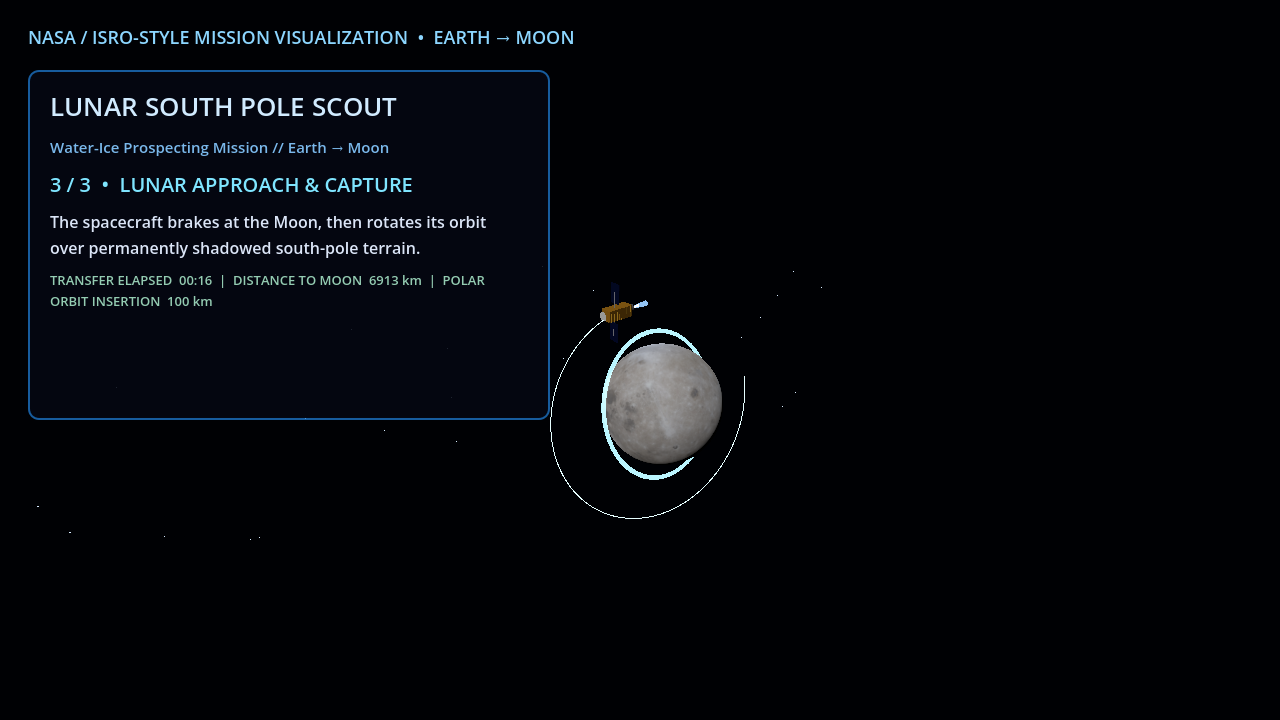 NASA / ISRO-STYLE MISSION VISUALIZATION • EARTH → MOON
LUNAR SOUTH POLE SCOUT
Water-Ice Prospecting Mission // Earth → Moon
3 / 3 • LUNAR APPROACH & CAPTURE
The spacecraft brakes at the Moon, then rotates its orbit
over permanently shadowed south-pole terrain.
TRANSFER ELAPSED 00:16 | DISTANCE TO MOON 6913 km | POLAR
ORBIT INSERTION 100 km